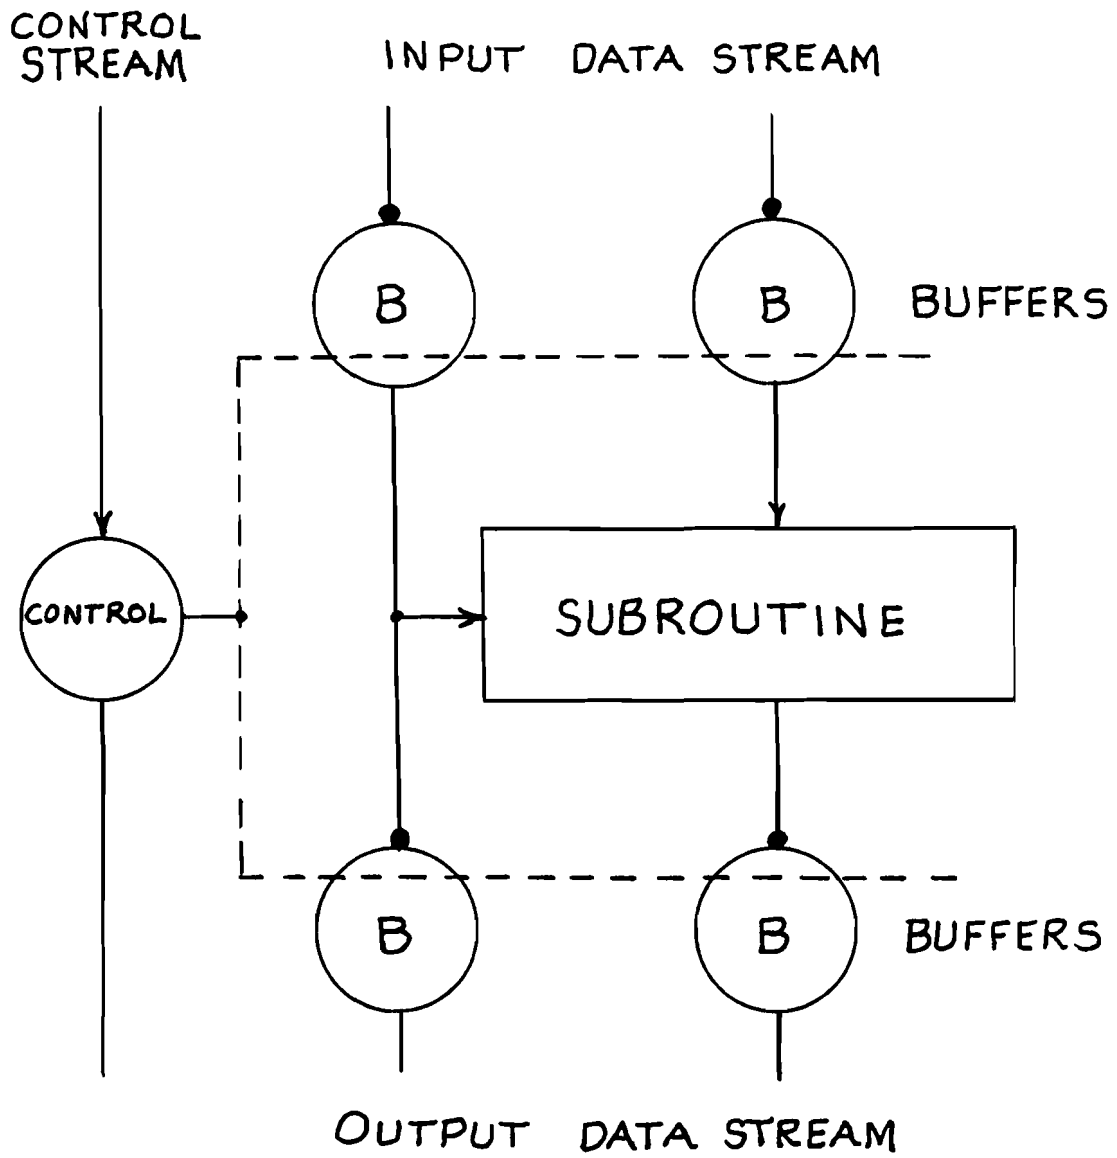 CONTROL
STREAM
INPUT DATA STREAM
B
B
BUFFERS
CONTROL
SUBROUTINE
B
B
BUFFERS
OUTPUT DATA STREAM